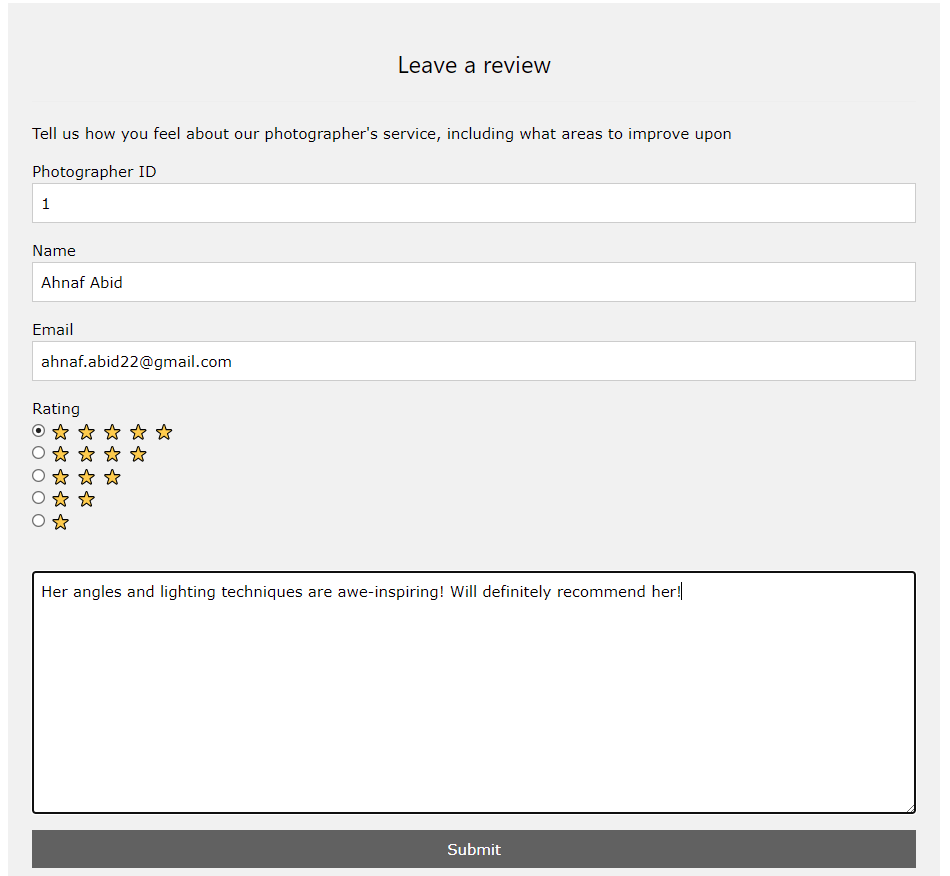 Leave a review
Tell us how you feel about our photographer's service, including what areas to improve upon
Photographer ID
1
Name
Ahnaf Abid
Email
ahnaf.abid22@gmail.com
Rating
Her angles and lighting techniques are awe-inspiring! Will definitely recommend her!
Submit